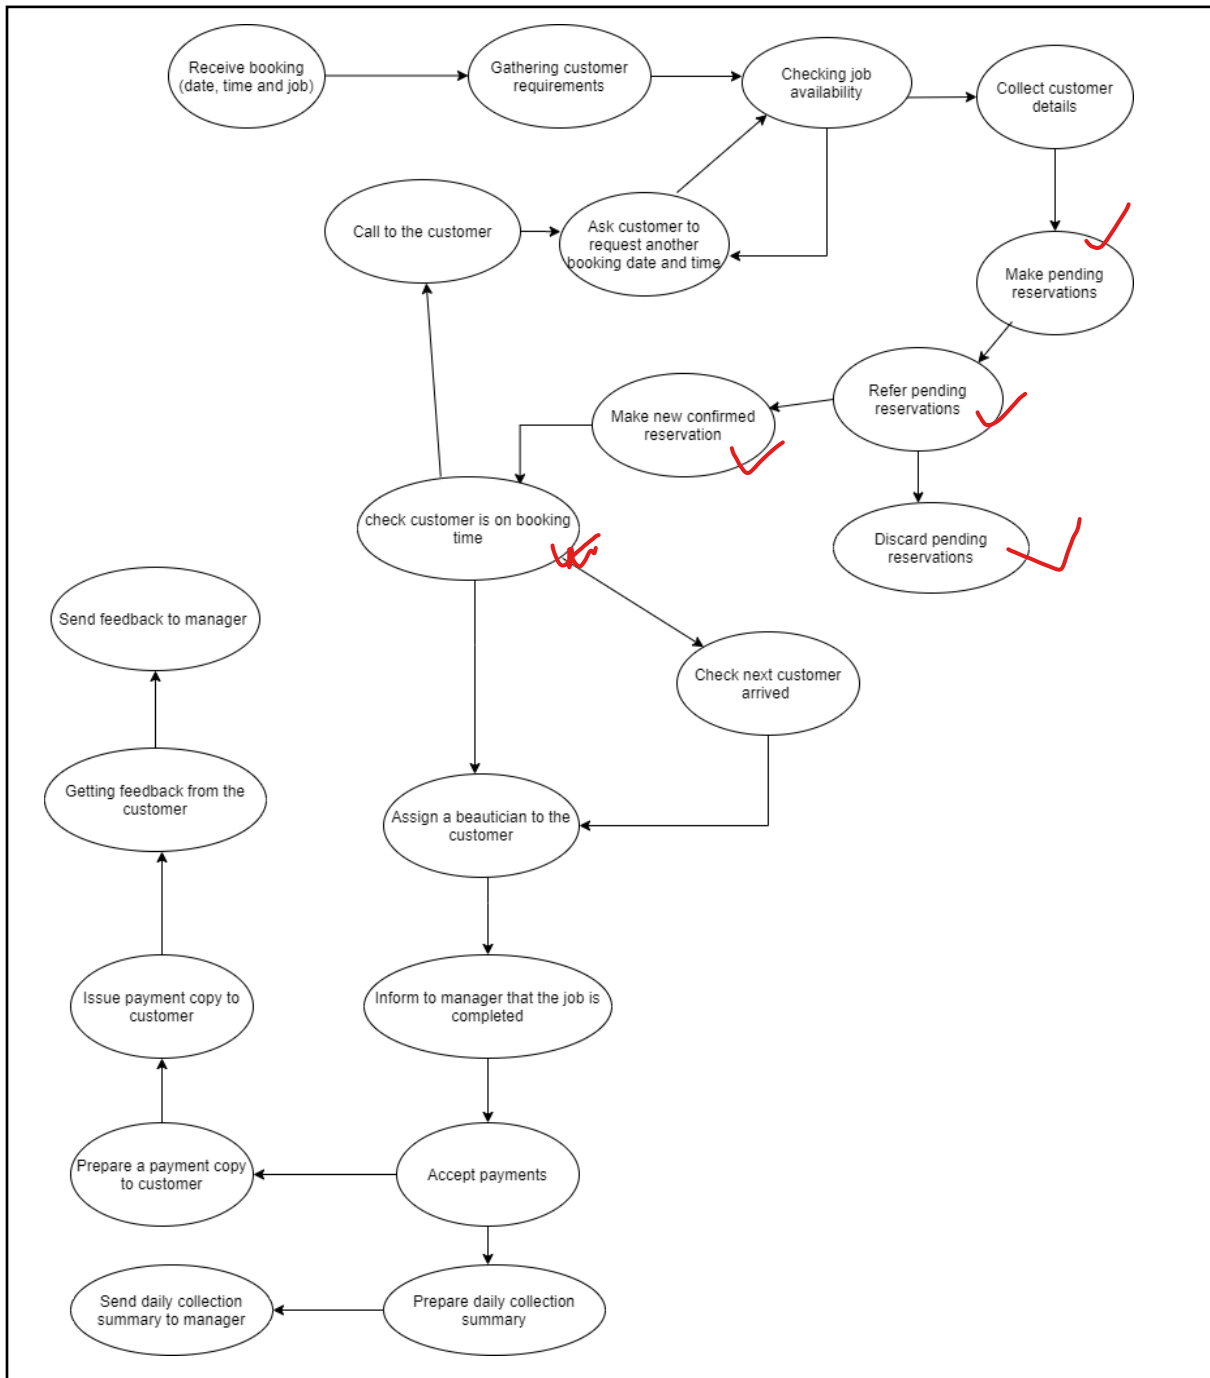 Receive booking
(date, time and job)
Gathering customer
requirements
Checking job
availability
Collect customer
details
Call to the customer
Ask customer to
request another
booking date and time
Make pending
reservations
Refer pending
reservations
Make new confirmed
reservation
Discard pending
reservations
check customer is on booking
time
Send feedback to manager
Check next customer
arrived
Getting feedback from the
customer
Assign a beautician to the
customer
Issue payment copy to
customer
Inform to manager that the job is
completed
Prepare a payment copy
to customer
Accept payments
Send daily collection
summary to manager
Prepare daily collection
summary